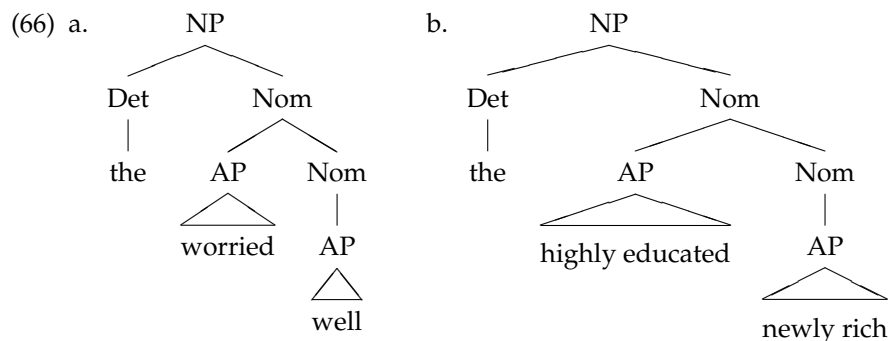 (66) a. NP b. NP
Det Nom Det Nom
the AP Nom the AP Nom
worried AP highly educated AP
well newly rich